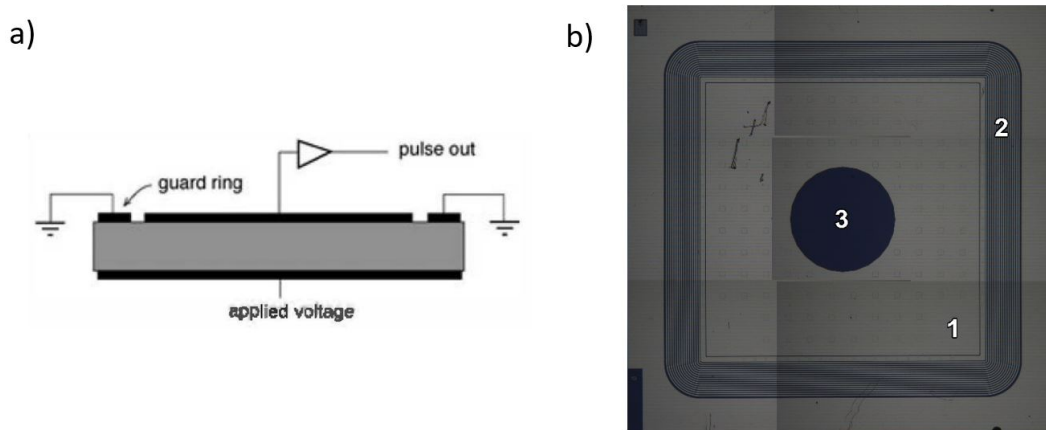 a)
b)
pulse out
guard ring
applied voltage
1
2
3